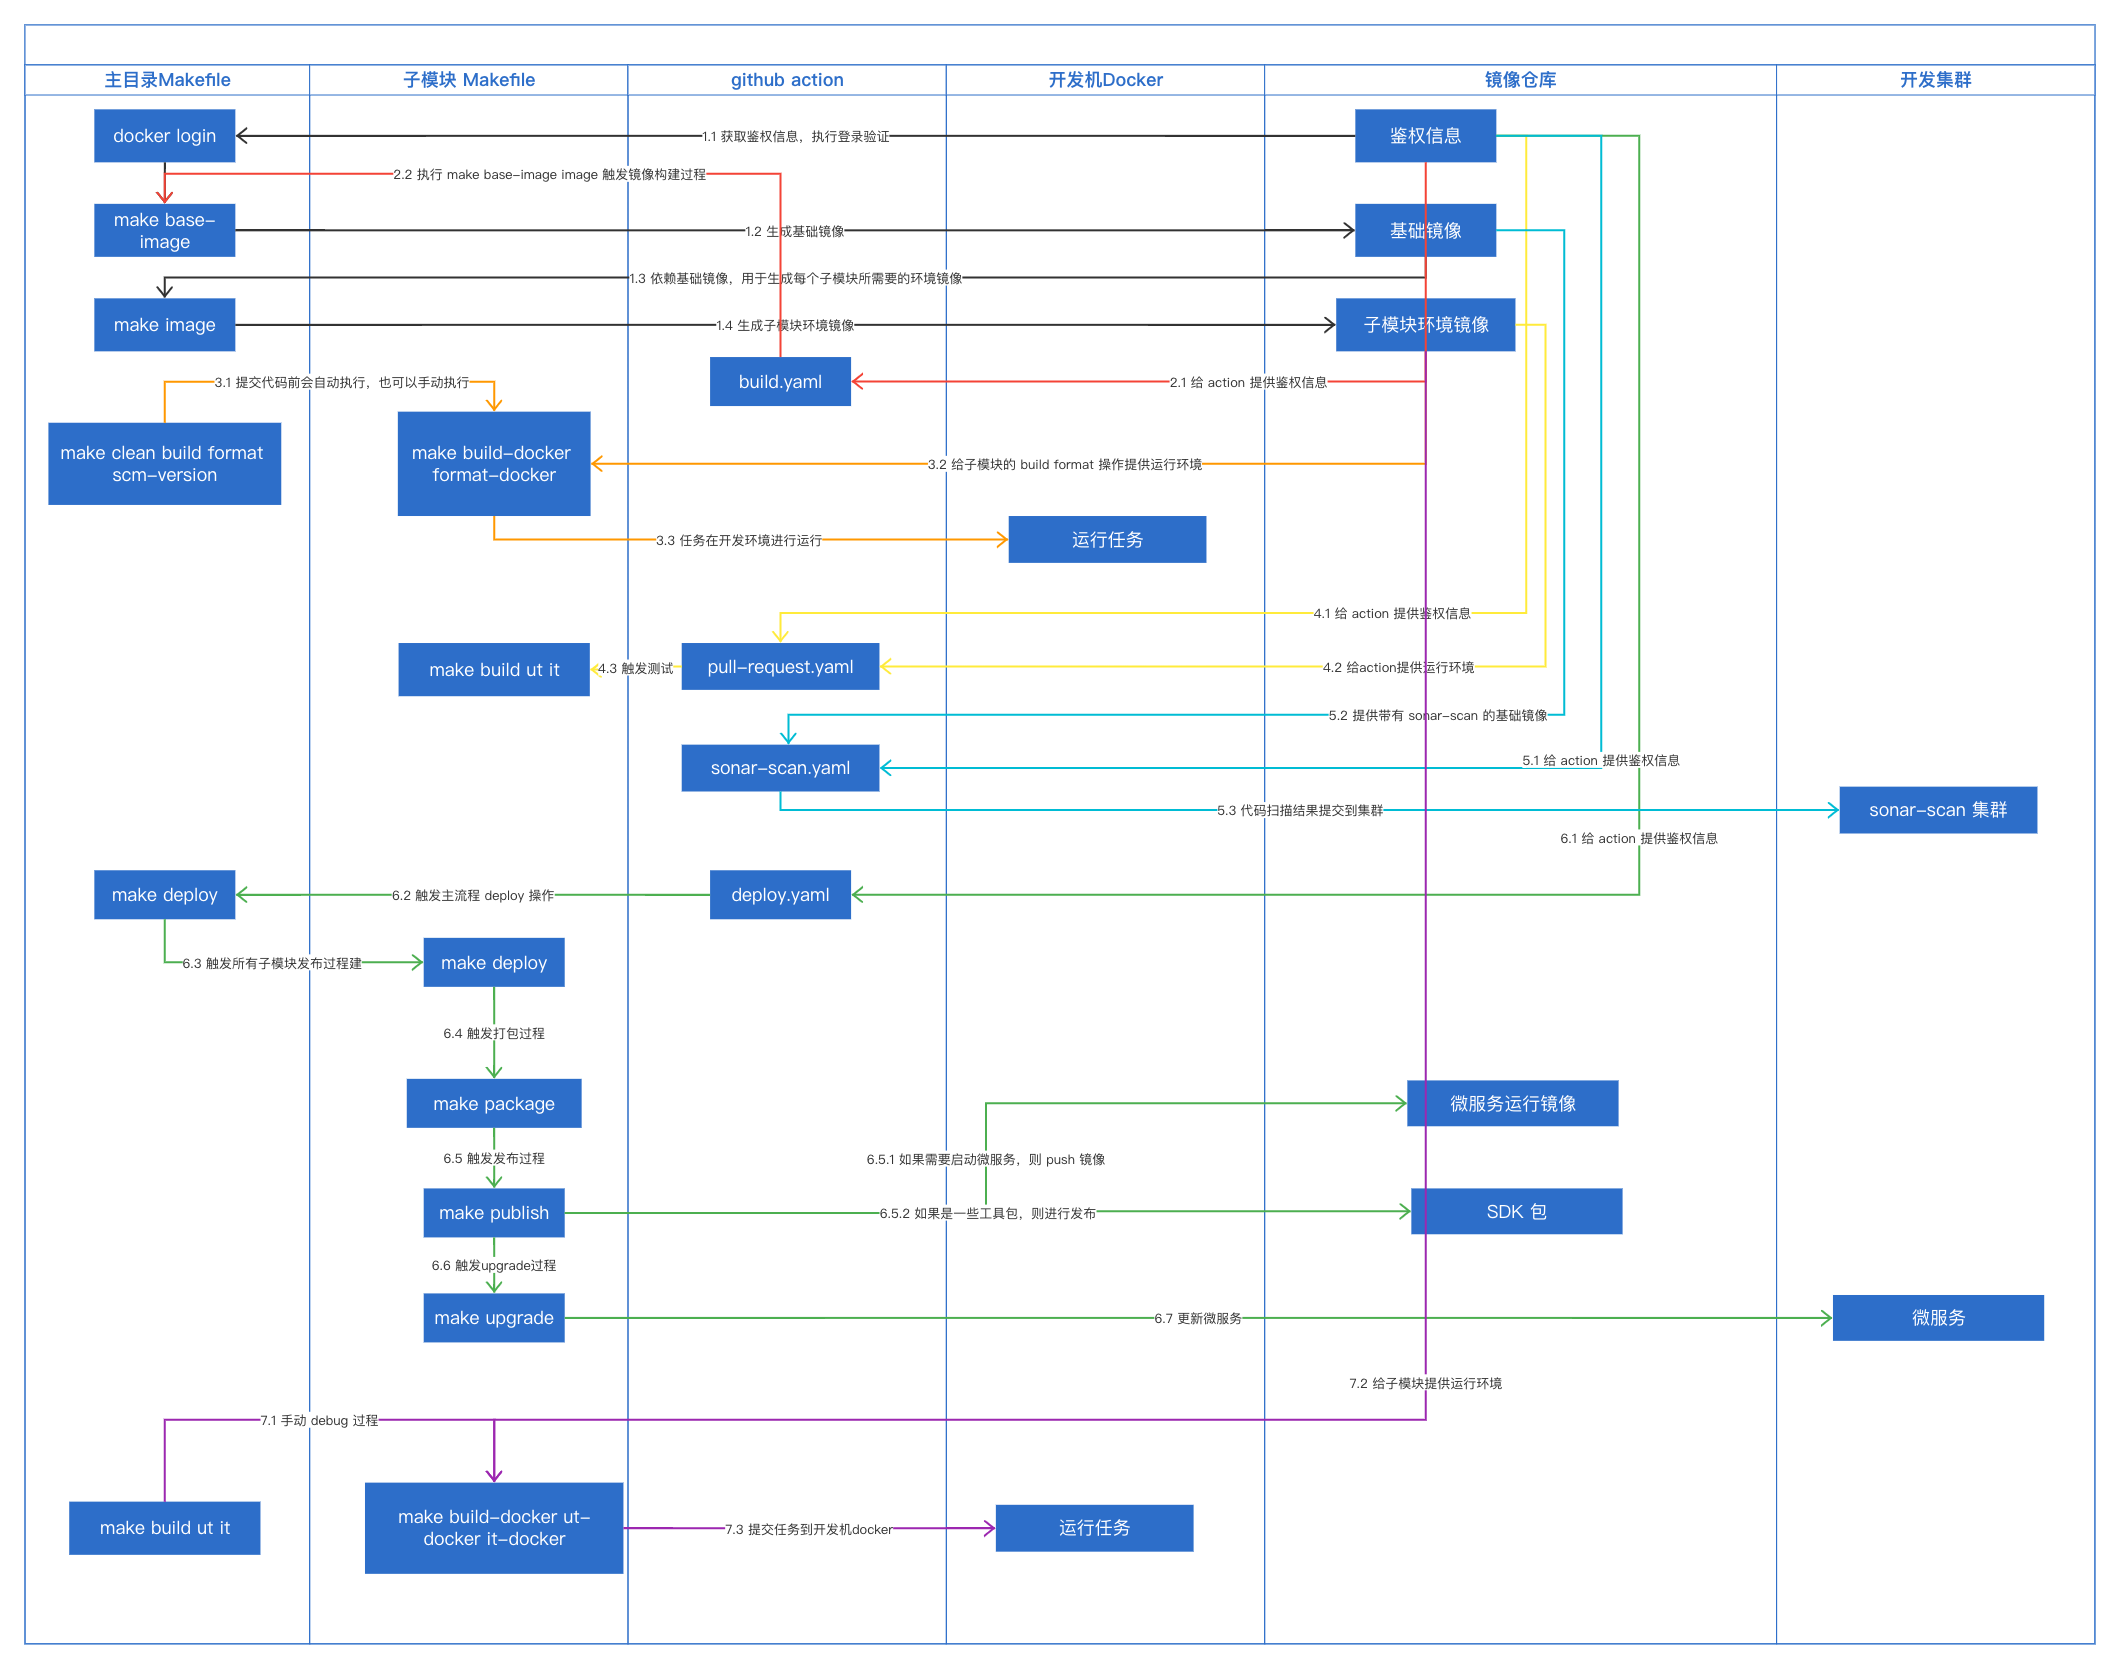 主目录Makefile
子模块 Makefile
github action
开发机Docker
镜像仓库
开发集群
docker login
1.1 获取鉴权信息，执行登录验证
鉴权信息
2.2 执行 make base-image image 触发镜像构建过程
make base-
image
1.2 生成基础镜像
基础镜像
1.3 依赖基础镜像，用于生成每个子模块所需要的环境镜像
make image
1.4 生成子模块环境镜像
子模块环境镜像
build.yaml
2.1 给 action 提供鉴权信息
3.1 提交代码前会自动执行，也可以手动执行
make clean build format
scm-version
make build-docker
format-docker
3.2 给子模块的 build format 操作提供运行环境
3.3 任务在开发环境进行运行
运行任务
4.1 给 action 提供鉴权信息
make build ut it
4.3 触发测试
pull-request.yaml
4.2 给action提供运行环境
5.2 提供带有 sonar-scan 的基础镜像
sonar-scan.yaml
5.1 给 action 提供鉴权信息
5.3 代码扫描结果提交到集群
sonar-scan 集群
6.1 给 action 提供鉴权信息
make deploy
6.2 触发主流程 deploy 操作
deploy.yaml
6.3 触发所有子模块发布过程建
make deploy
6.4 触发打包过程
make package
微服务运行镜像
6.5 触发发布过程
6.5.1 如果需要启动微服务，则 push 镜像
make publish
6.5.2 如果是一些工具包，则进行发布
SDK 包
6.6 触发upgrade过程
make upgrade
6.7 更新微服务
微服务
7.2 给子模块提供运行环境
7.1 手动 debug 过程
make build ut it
make build-docker ut-
docker it-docker
7.3 提交任务到开发机docker
运行任务